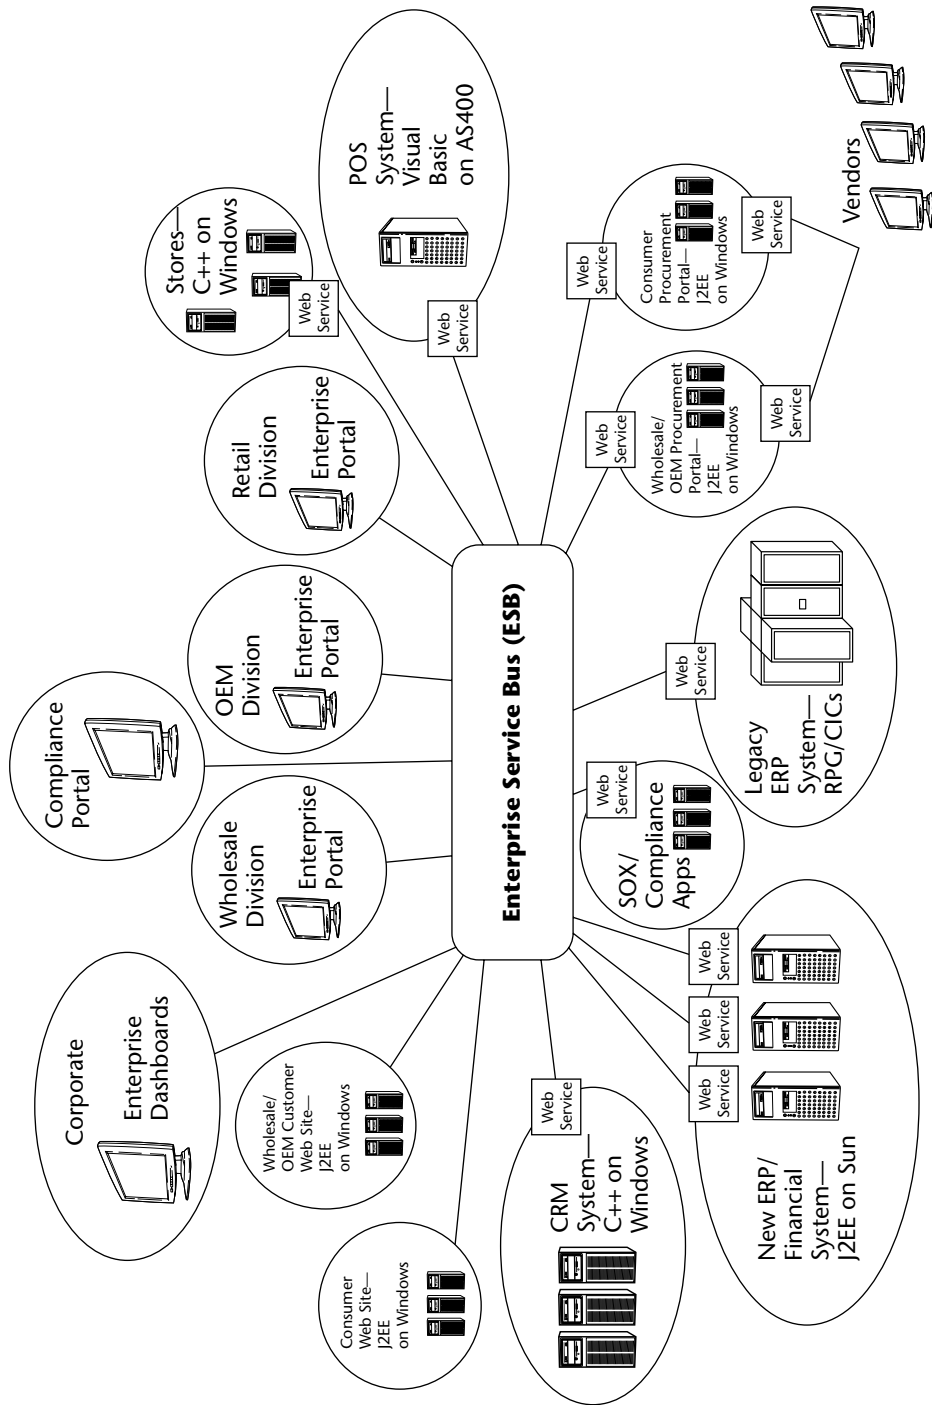 Compliance
Portal
Corporate
Enterprise
Dashboards
Wholesale
Division
Enterprise
Portal
OEM
Division
Enterprise
Portal
Retail
Division
Enterprise
Portal
Stores—
C++ on
Windows
Web
Service
Wholesale/
OEM Customer
Web Site—
J2EE
on Windows
Consumer
Web Site—
J2EE
on Windows
POS
System—
Visual
Basic
on AS400
Web
Service
Enterprise Service Bus (ESB)
Web
Service
CRM
System—
C++ on
Windows
Web
Service
Web
Service
Web
Service
New ERP/
Financial
System—
J2EE on Sun
Web
Service
SOX/
Compliance
Apps
Web
Service
Legacy
ERP
System—
RPG/CICs
Web
Service
Wholesale/
OEM Procurement
Portal—
J2EE
on Windows
Web
Service
Web
Service
Consumer
Procurement
Portal—
J2EE
on Windows
Web
Service
Vendors